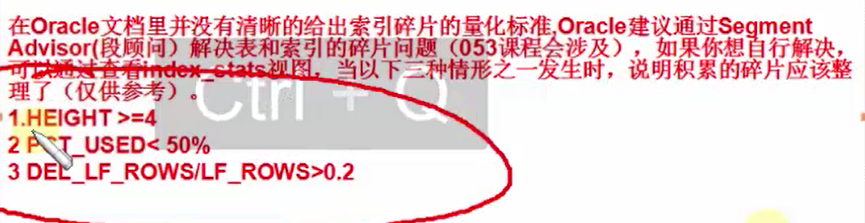 在Oracle文档里并没有清晰的给出索引碎片的量化标准,Oracle建议通过Segment
Advisor(段顾问）解决表和索引的碎片问题（053课程会涉及），如果你想自行解决，
可以通过查看index_stats视图，当以下三种情形之一发生时，说明积累的碎片应该整
理了（仅供参考）。
Ctrl + Q
1.HEIGHT >=4
2 PCT_USED< 50%
3 DEL_LF_ROWS/LF_ROWS>0.2